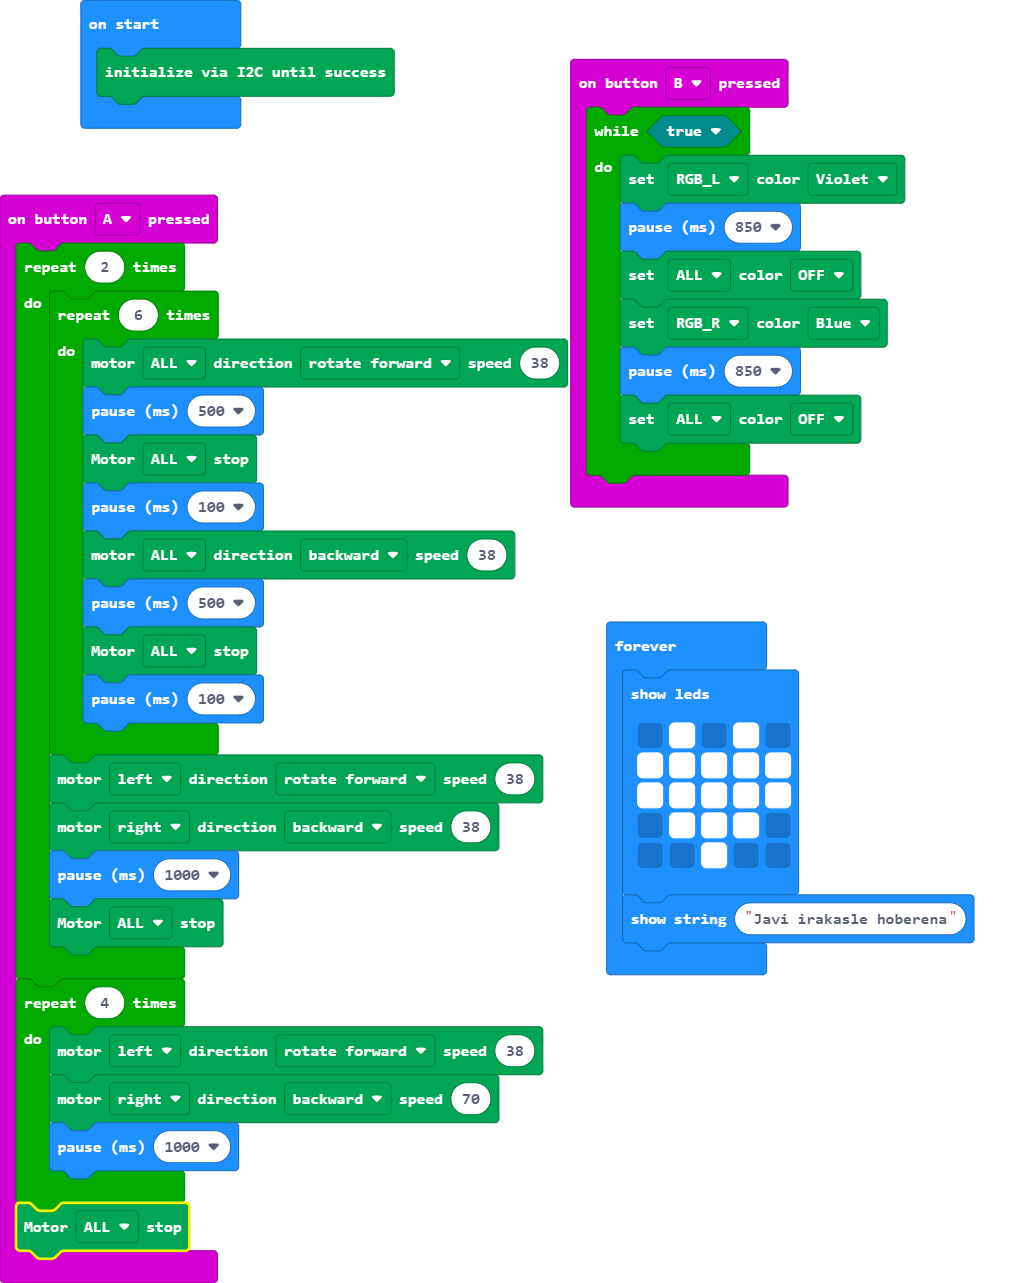 on start
initialize via I2C until success
on button A pressed
repeat 2 times
do
repeat 6 times
do
motor ALL direction rotate forward speed 38
pause (ms) 500
Motor ALL stop
pause (ms) 100
motor ALL direction backward speed 38
pause (ms) 500
Motor ALL stop
pause (ms) 100
motor left direction rotate forward speed 38
motor right direction backward speed 38
pause (ms) 1000
Motor ALL stop
repeat 4 times
do
motor left direction rotate forward speed 38
motor right direction backward speed 70
pause (ms) 1000
Motor ALL stop
on button B pressed
while true
do
set RGB_L color Violet
pause (ms) 850
set ALL color OFF
set RGB_R color Blue
pause (ms) 850
set ALL color OFF
forever
show leds
show string "Javi irakasle hoberena"